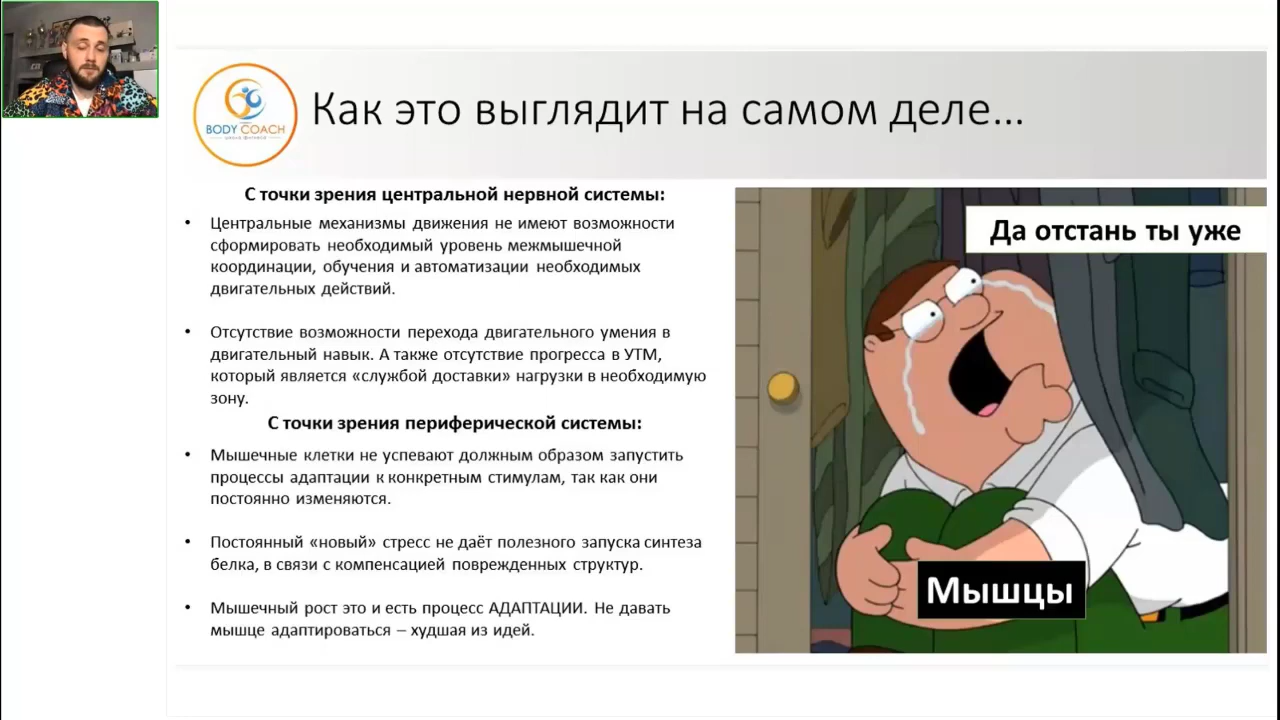 Как это выглядит на самом деле...
BODY COACH
С точки зрения центральной нервной системы:
• Центральные механизмы движения не имеют возможности
сформировать необходимый уровень межмышечной
координации, обучения и автоматизации необходимых
двигательных действий.
• Отсутствие возможности перехода двигательного умения в
двигательный навык. А также отсутствие прогресса в УТМ,
который является «службой доставки» нагрузки в необходимую
зону.
С точки зрения периферической системы:
• Мышечные клетки не успевают должным образом запустить
процессы адаптации к конкретным стимулам, так как они
постоянно изменяются.
• Постоянный «новый» стресс не даёт полезного запуска синтеза
белка, в связи с компенсацией поврежденных структур.
• Мышечный рост это и есть процесс АДАПТАЦИИ. Не давать
мышце адаптироваться – худшая из идей.
Да отстань ты уже
Мышцы